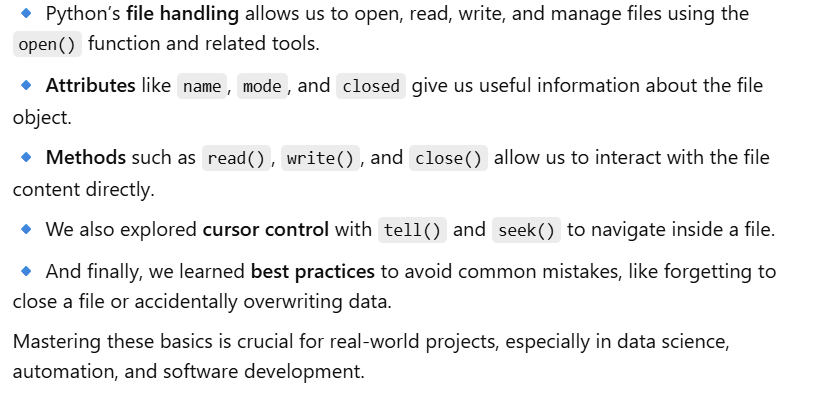 🔹 Python's file handling allows us to open, read, write, and manage files using the
open() function and related tools.
🔹 Attributes like name, mode, and closed give us useful information about the file
object.
🔹 Methods such as read(), write(), and close() allow us to interact with the file
content directly.
🔹 We also explored cursor control with tell() and seek() to navigate inside a file.
🔹 And finally, we learned best practices to avoid common mistakes, like forgetting to
close a file or accidentally overwriting data.
Mastering these basics is crucial for real-world projects, especially in data science,
automation, and software development.